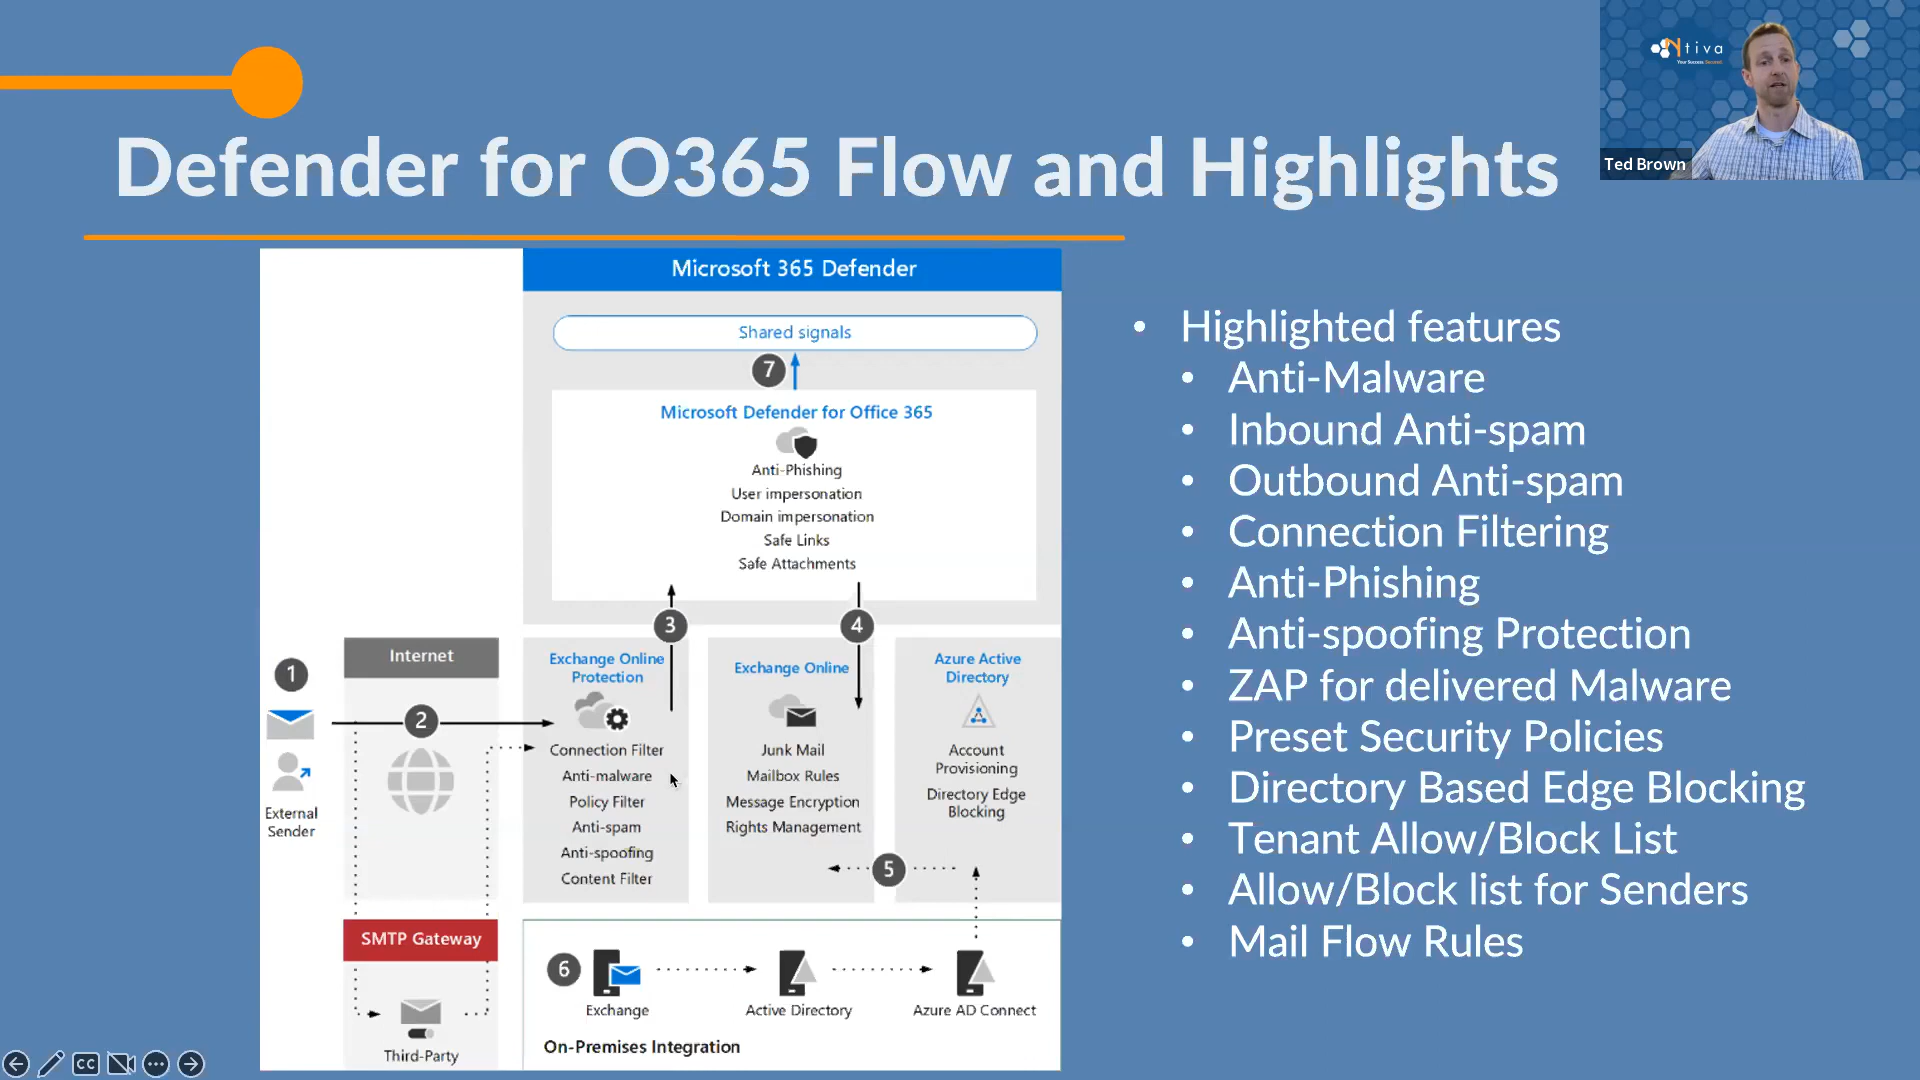 Ntiva
Your Success. Secured.
Ted Brown
Defender for O365 Flow and Highlights
Microsoft 365 Defender
Shared signals
7
Microsoft Defender for Office 365
Anti-Phishing
User impersonation
Domain impersonation
Safe Links
Safe Attachments
3
4
1
External
Sender
Internet
2
Exchange Online
Protection
Connection Filter
Anti-malware
Policy Filter
Anti-spam
Anti-spoofing
Content Filter
Exchange Online
Junk Mail
Mailbox Rules
Message Encryption
Rights Management
Azure Active
Directory
Account
Provisioning
Directory Edge
Blocking
5
SMTP Gateway
Third-Party
6
Exchange
Active Directory
Azure AD Connect
On-Premises Integration
• Highlighted features
• Anti-Malware
• Inbound Anti-spam
• Outbound Anti-spam
• Connection Filtering
• Anti-Phishing
• Anti-spoofing Protection
• ZAP for delivered Malware
• Preset Security Policies
• Directory Based Edge Blocking
• Tenant Allow/Block List
• Allow/Block list for Senders
• Mail Flow Rules
CC